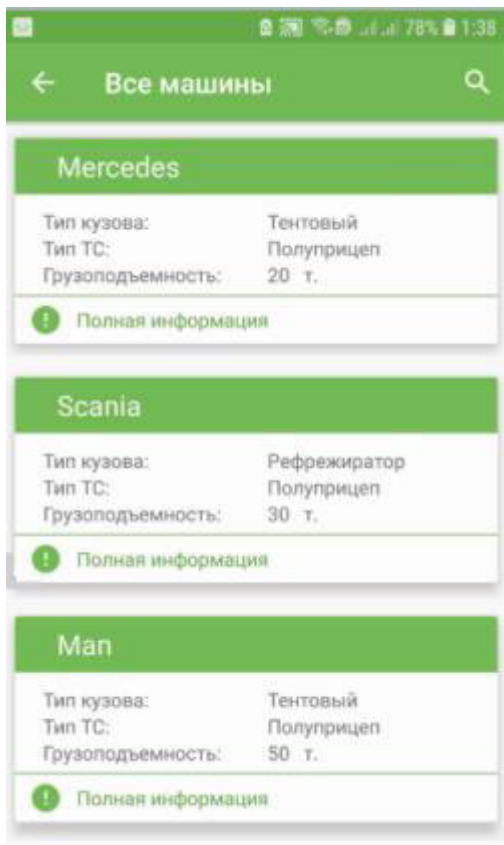 78% 1:38
Все машины
Mercedes
Тип кузова: Тентовый
Тип ТС: Полуприцеп
Грузоподъемность: 20 т.
Полная информация
Scania
Тип кузова: Рефрежиратор
Тип ТС: Полуприцеп
Грузоподъемность: 30 т.
Полная информация
Man
Тип кузова: Тентовый
Тип ТС: Полуприцеп
Грузоподъемность: 50 т.
Полная информация